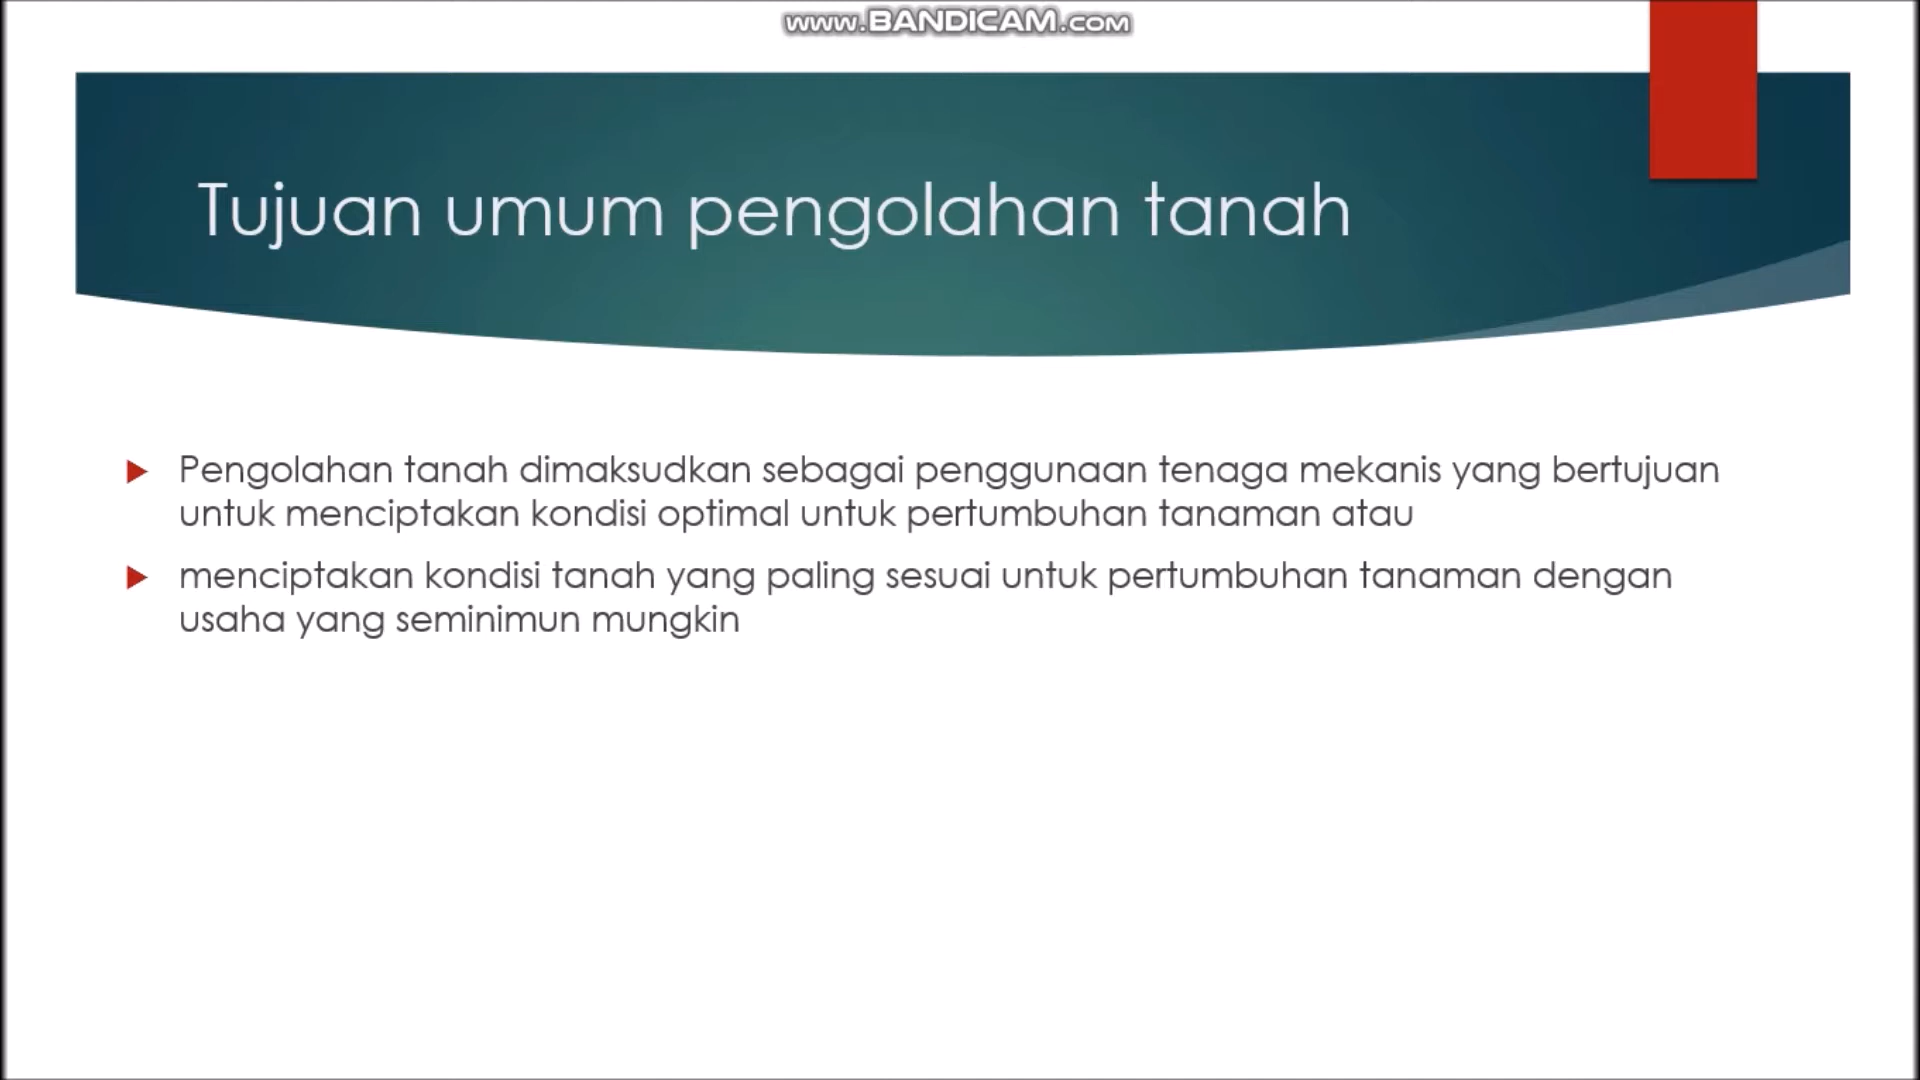 www.BANDICAM.com
Tujuan umum pengolahan tanah
Pengolahan tanah dimaksudkan sebagai penggunaan tenaga mekanis yang bertujuan
untuk menciptakan kondisi optimal untuk pertumbuhan tanaman atau
menciptakan kondisi tanah yang paling sesuai untuk pertumbuhan tanaman dengan
usaha yang seminimun mungkin